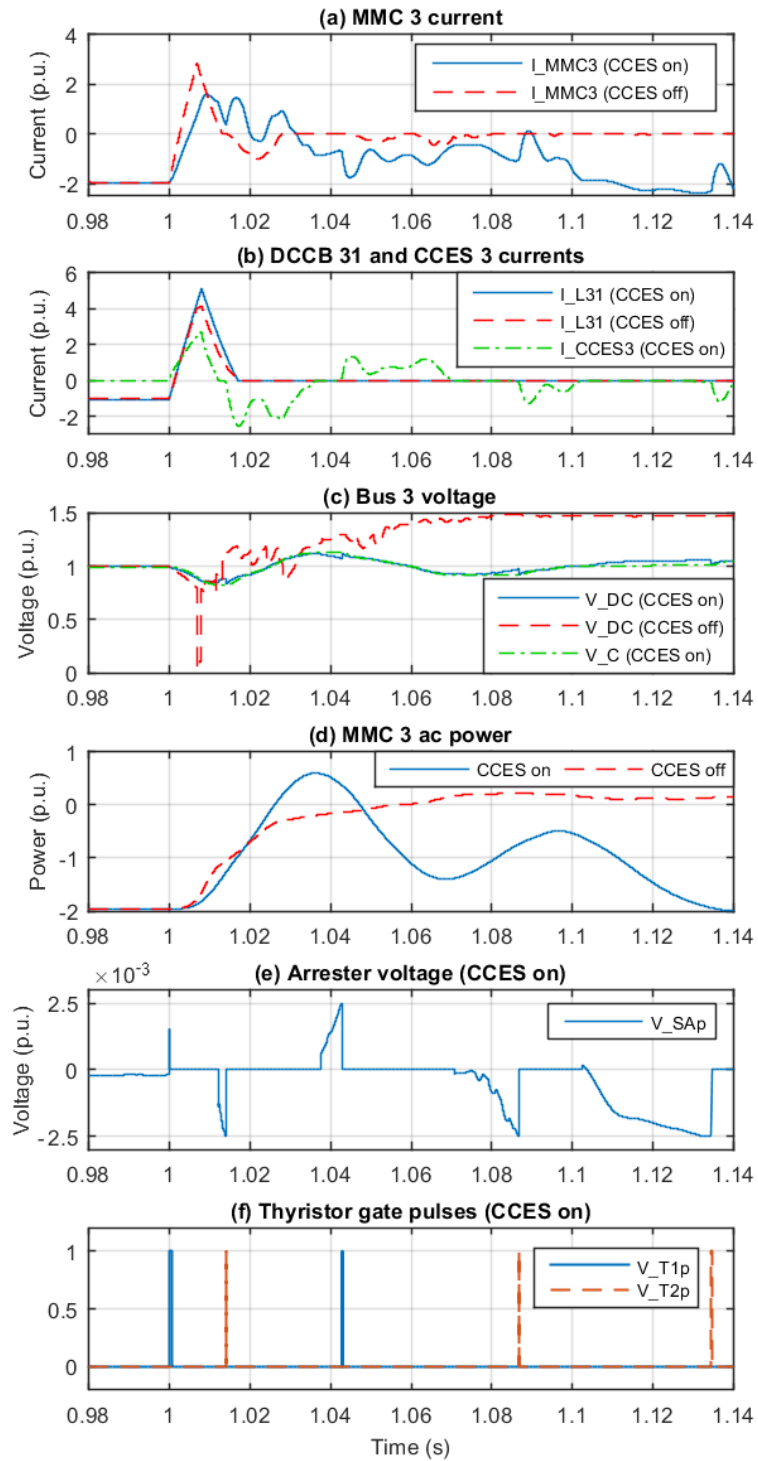 (a) MMC 3 current
4
2
0
-2
Current (p.u.)
I_MMC3 (CCES on)
I_MMC3 (CCES off)
0.98 1 1.02 1.04 1.06 1.08 1.1 1.12 1.14
(b) DCCB 31 and CCES 3 currents
6
4
2
0
-2
Current (p.u.)
I_L31 (CCES on)
I_L31 (CCES off)
I_CCES3 (CCES on)
0.98 1 1.02 1.04 1.06 1.08 1.1 1.12 1.14
(c) Bus 3 voltage
1.5
1
0.5
0
Voltage (p.u.)
V_DC (CCES on)
V_DC (CCES off)
V_C (CCES on)
0.98 1 1.02 1.04 1.06 1.08 1.1 1.12 1.14
(d) MMC 3 ac power
1
0
-1
-2
Power (p.u.)
CCES on CCES off
0.98 1 1.02 1.04 1.06 1.08 1.1 1.12 1.14
×10⁻³ (e) Arrester voltage (CCES on)
2.5
0
-2.5
Voltage (p.u.)
V_SAp
0.98 1 1.02 1.04 1.06 1.08 1.1 1.12 1.14
(f) Thyristor gate pulses (CCES on)
1
0.5
0
V_T1p
V_T2p
0.98 1 1.02 1.04 1.06 1.08 1.1 1.12 1.14
Time (s)